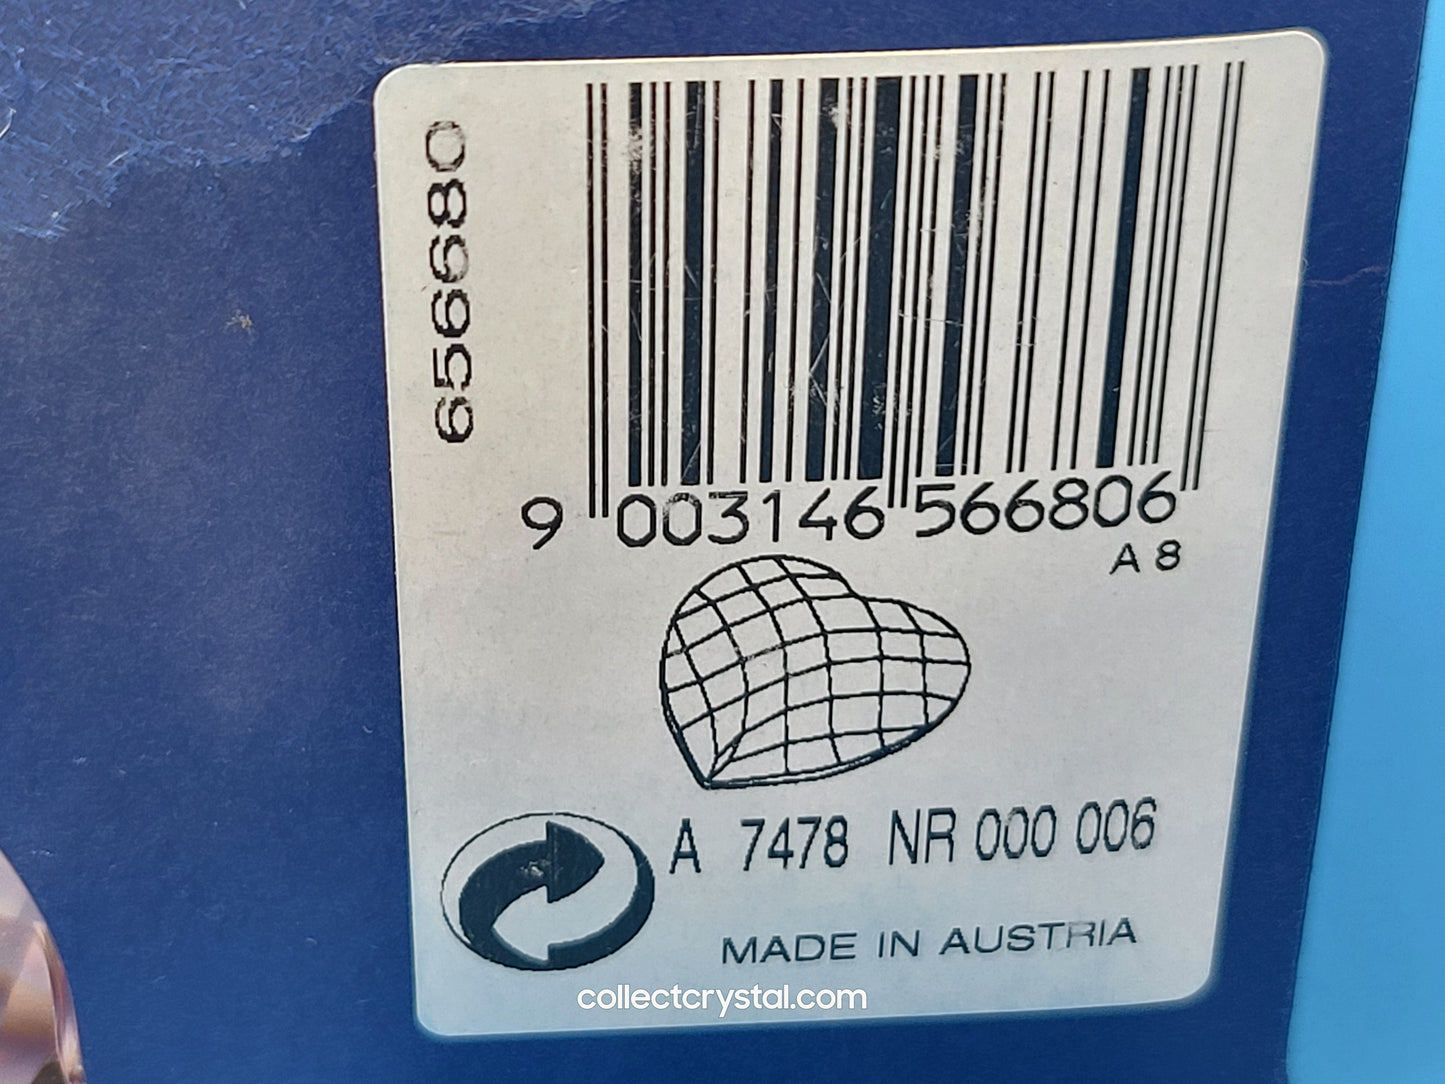 656680
9 003146 566806
A 8
A 7478 NR 000 006
MADE IN AUSTRIA
collectcrystal.com